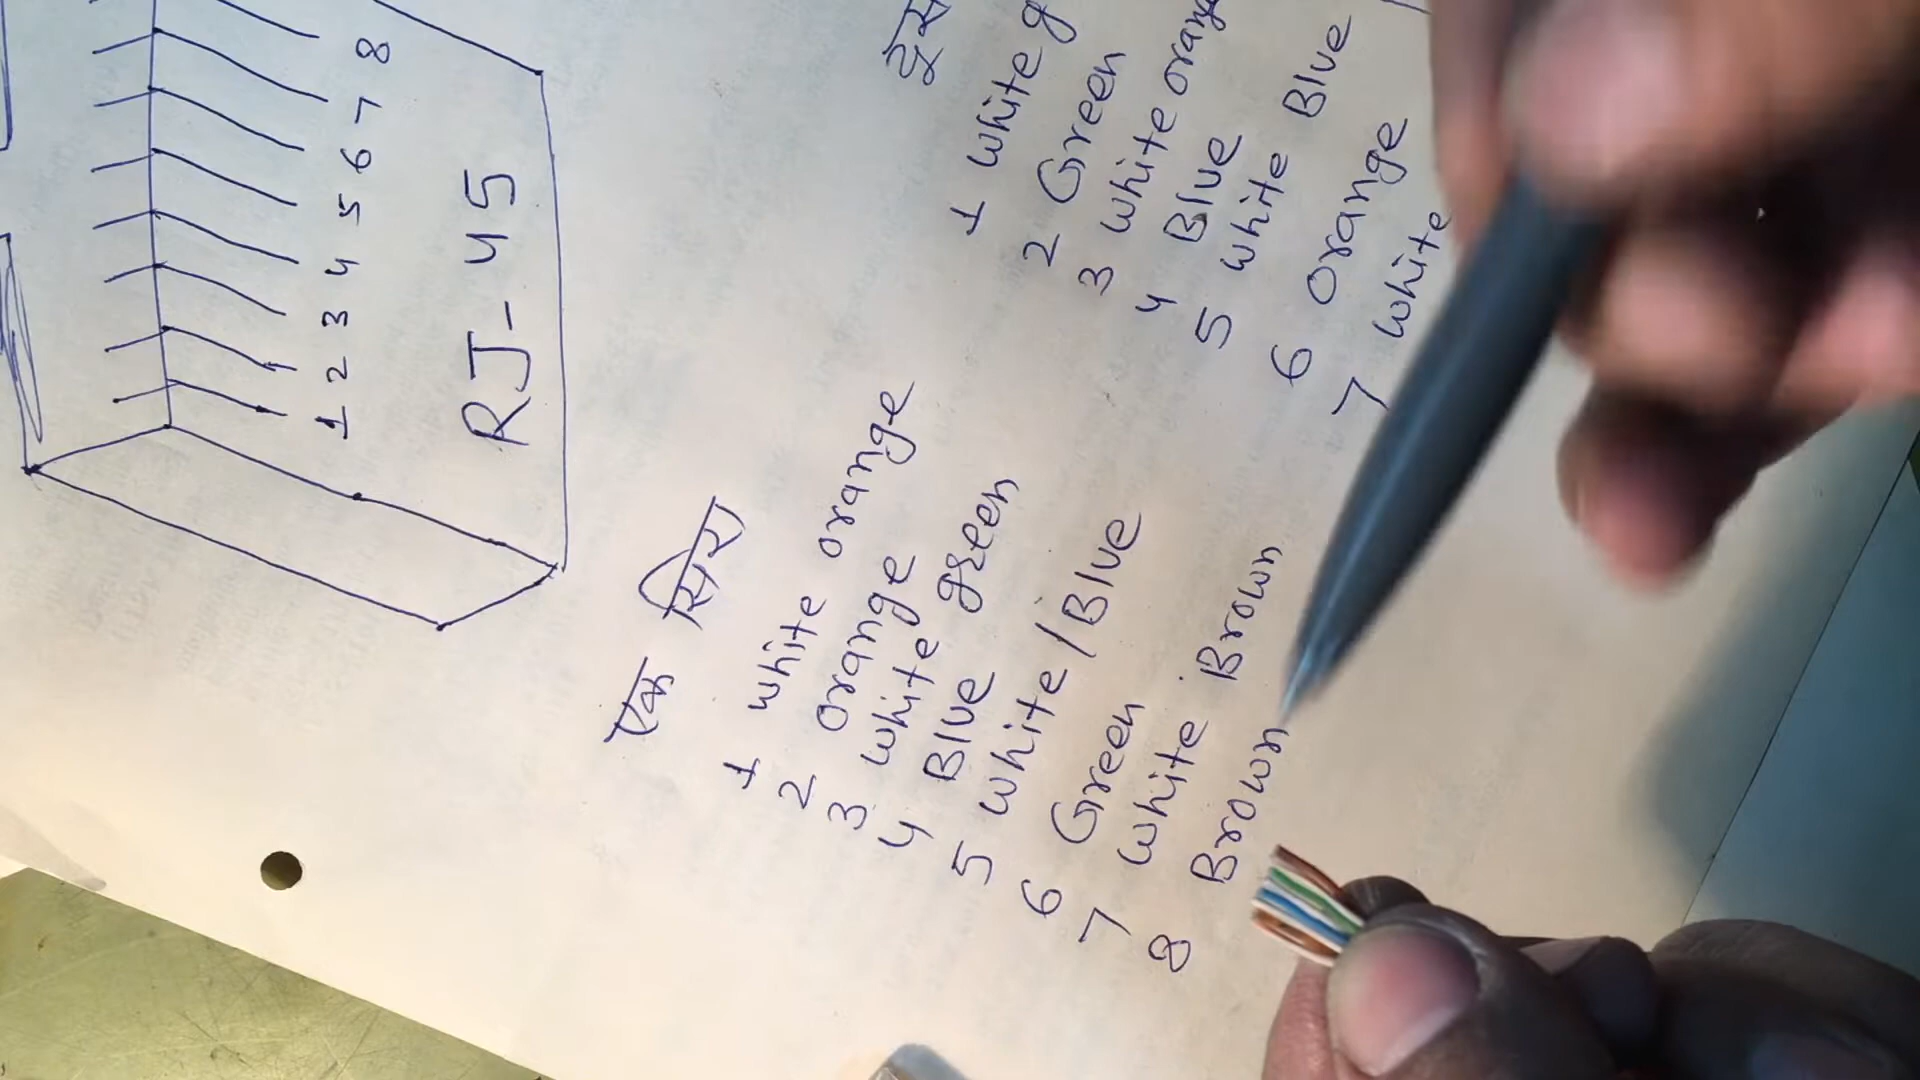 1 2 3 4 5 6 7 8
RJ-45
एक सिरा
1 white orange
2 orange
3 white green
4 Blue
5 white/Blue
6 Green
7 white Brown
8 Brown
1 white
2 Green
3 white orange
4 Blue
5 white Blue
6 orange
7 white